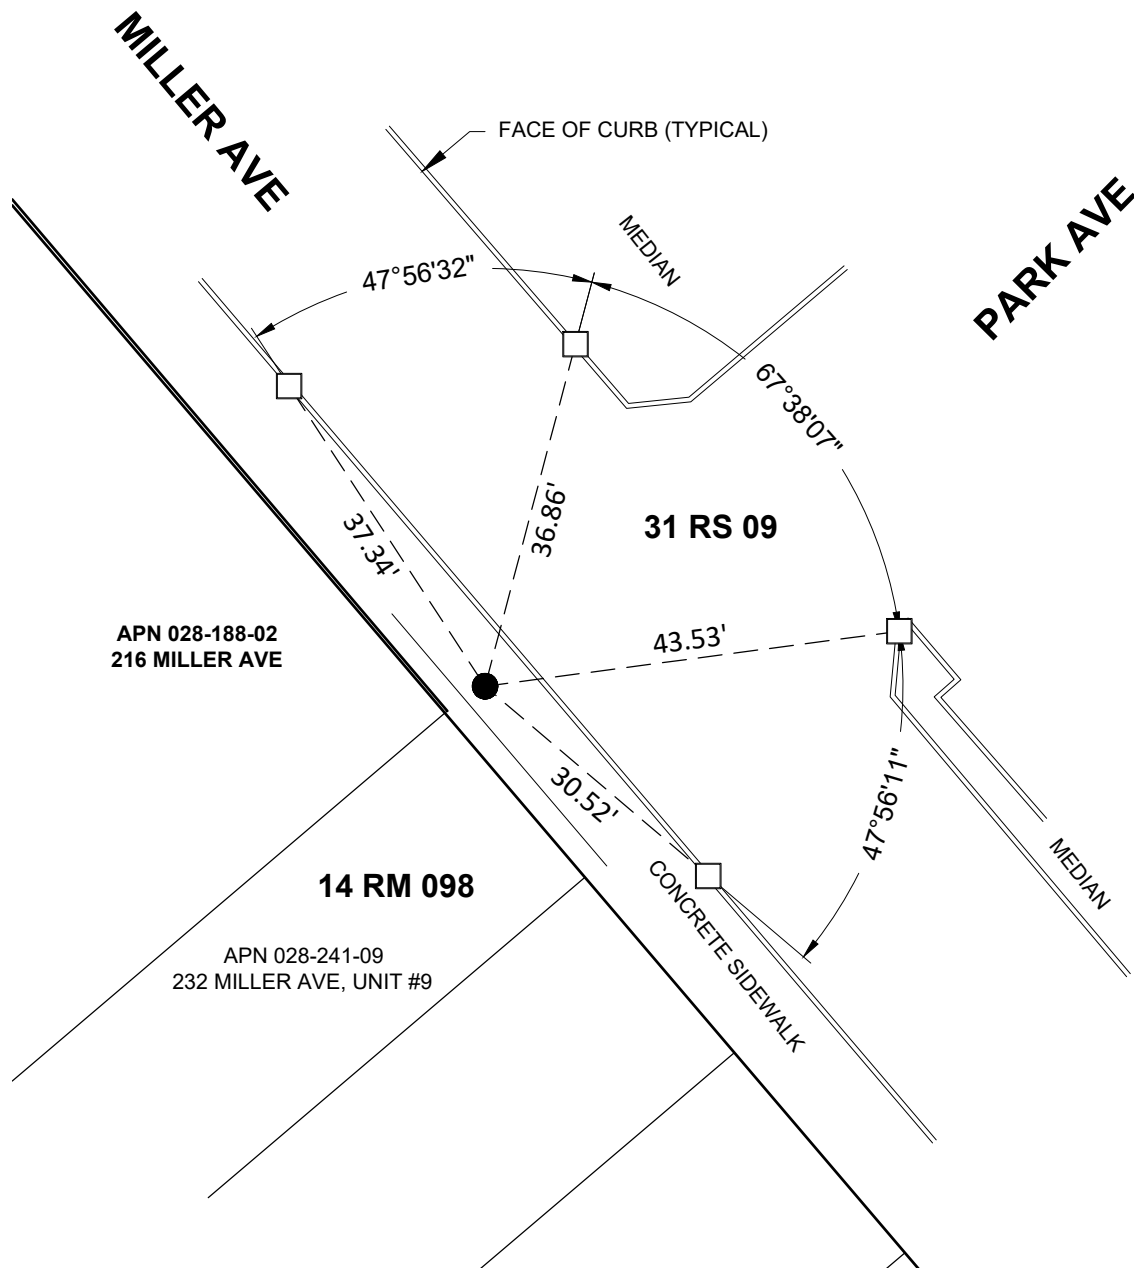 MILLER AVE
FACE OF CURB (TYPICAL)
MEDIAN
PARK AVE
47°56'32"
67°38'07"
37.34'
36.86'
31 RS 09
APN 028-188-02
216 MILLER AVE
43.53'
30.52'
47°56'11"
14 RM 098
CONCRETE SIDEWALK
MEDIAN
APN 028-241-09
232 MILLER AVE, UNIT #9